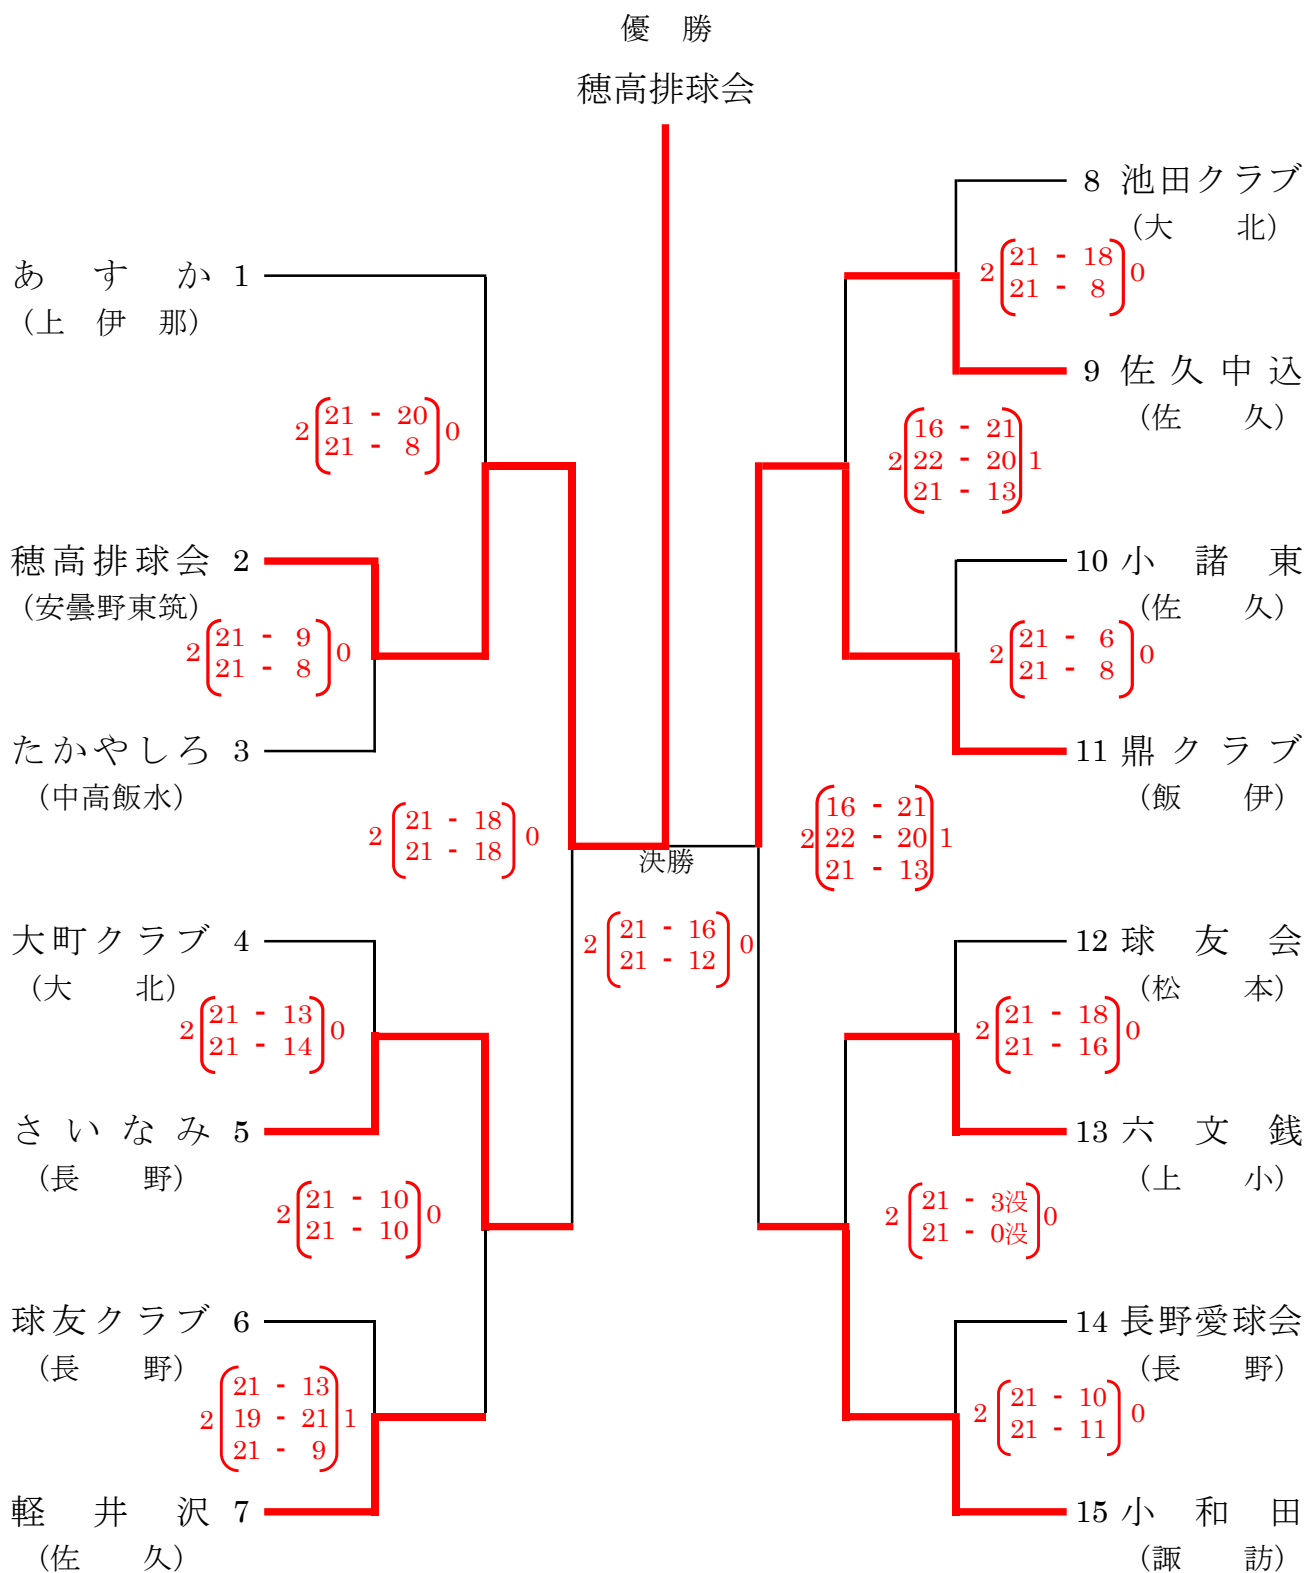 優　勝
穂高排球会
あすか 1
（上伊那）
2 21 - 20 0
21 - 8
穂高排球会 2
（安曇野東筑）
2 21 - 9 0
21 - 8
たかやしろ 3
（中高飯水）
2 21 - 18 0
21 - 18
大町クラブ 4
（大北）
2 21 - 13 0
21 - 14
さいなみ 5
（長野）
2 21 - 10 0
21 - 10
球友クラブ 6
（長野）
21 - 13
2 19 - 21 1
21 - 9
軽井沢 7
（佐久）
決勝
2 21 - 16 0
21 - 12
8 池田クラブ
（大北）
2 21 - 18 0
21 - 8
9 佐久中込
（佐久）
16 - 21
2 22 - 20 1
21 - 13
10 小諸東
（佐久）
2 21 - 6 0
21 - 8
11 鼎クラブ
（飯伊）
16 - 21
2 22 - 20 1
21 - 13
12 球友会
（松本）
2 21 - 18 0
21 - 16
13 六文銭
（上小）
2 21 - 3没 0
21 - 0没
14 長野愛球会
（長野）
2 21 - 10 0
21 - 11
15 小和田
（諏訪）